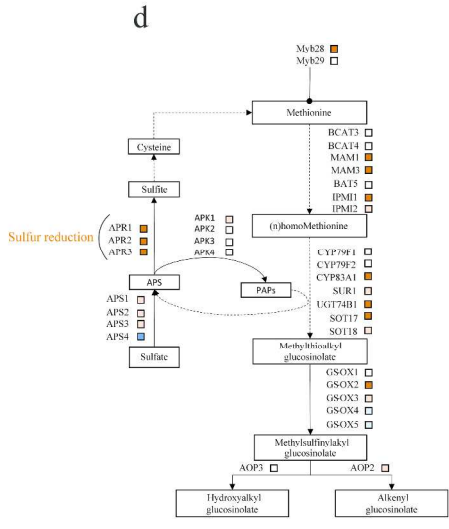 d
Myb28
Myb29
Methionine
BCAT3
BCAT4
MAM1
MAM3
BAT5
IPMI1
IPMI2
Cysteine
Sulfite
Sulfur reduction
APR1
APR2
APR3
APK1
APK2
APK3
APK4
(n)homoMethionine
CYP79F1
CYP79F2
CYP83A1
SUR1
UGT74B1
SOT17
SOT18
APS
PAPs
APS1
APS2
APS3
APS4
Sulfate
Methylthioalkyl
glucosinolate
GSOX1
GSOX2
GSOX3
GSOX4
GSOX5
Methylsulfinylakyl
glucosinolate
AOP3
AOP2
Hydroxyalkyl
glucosinolate
Alkenyl
glucosinolate